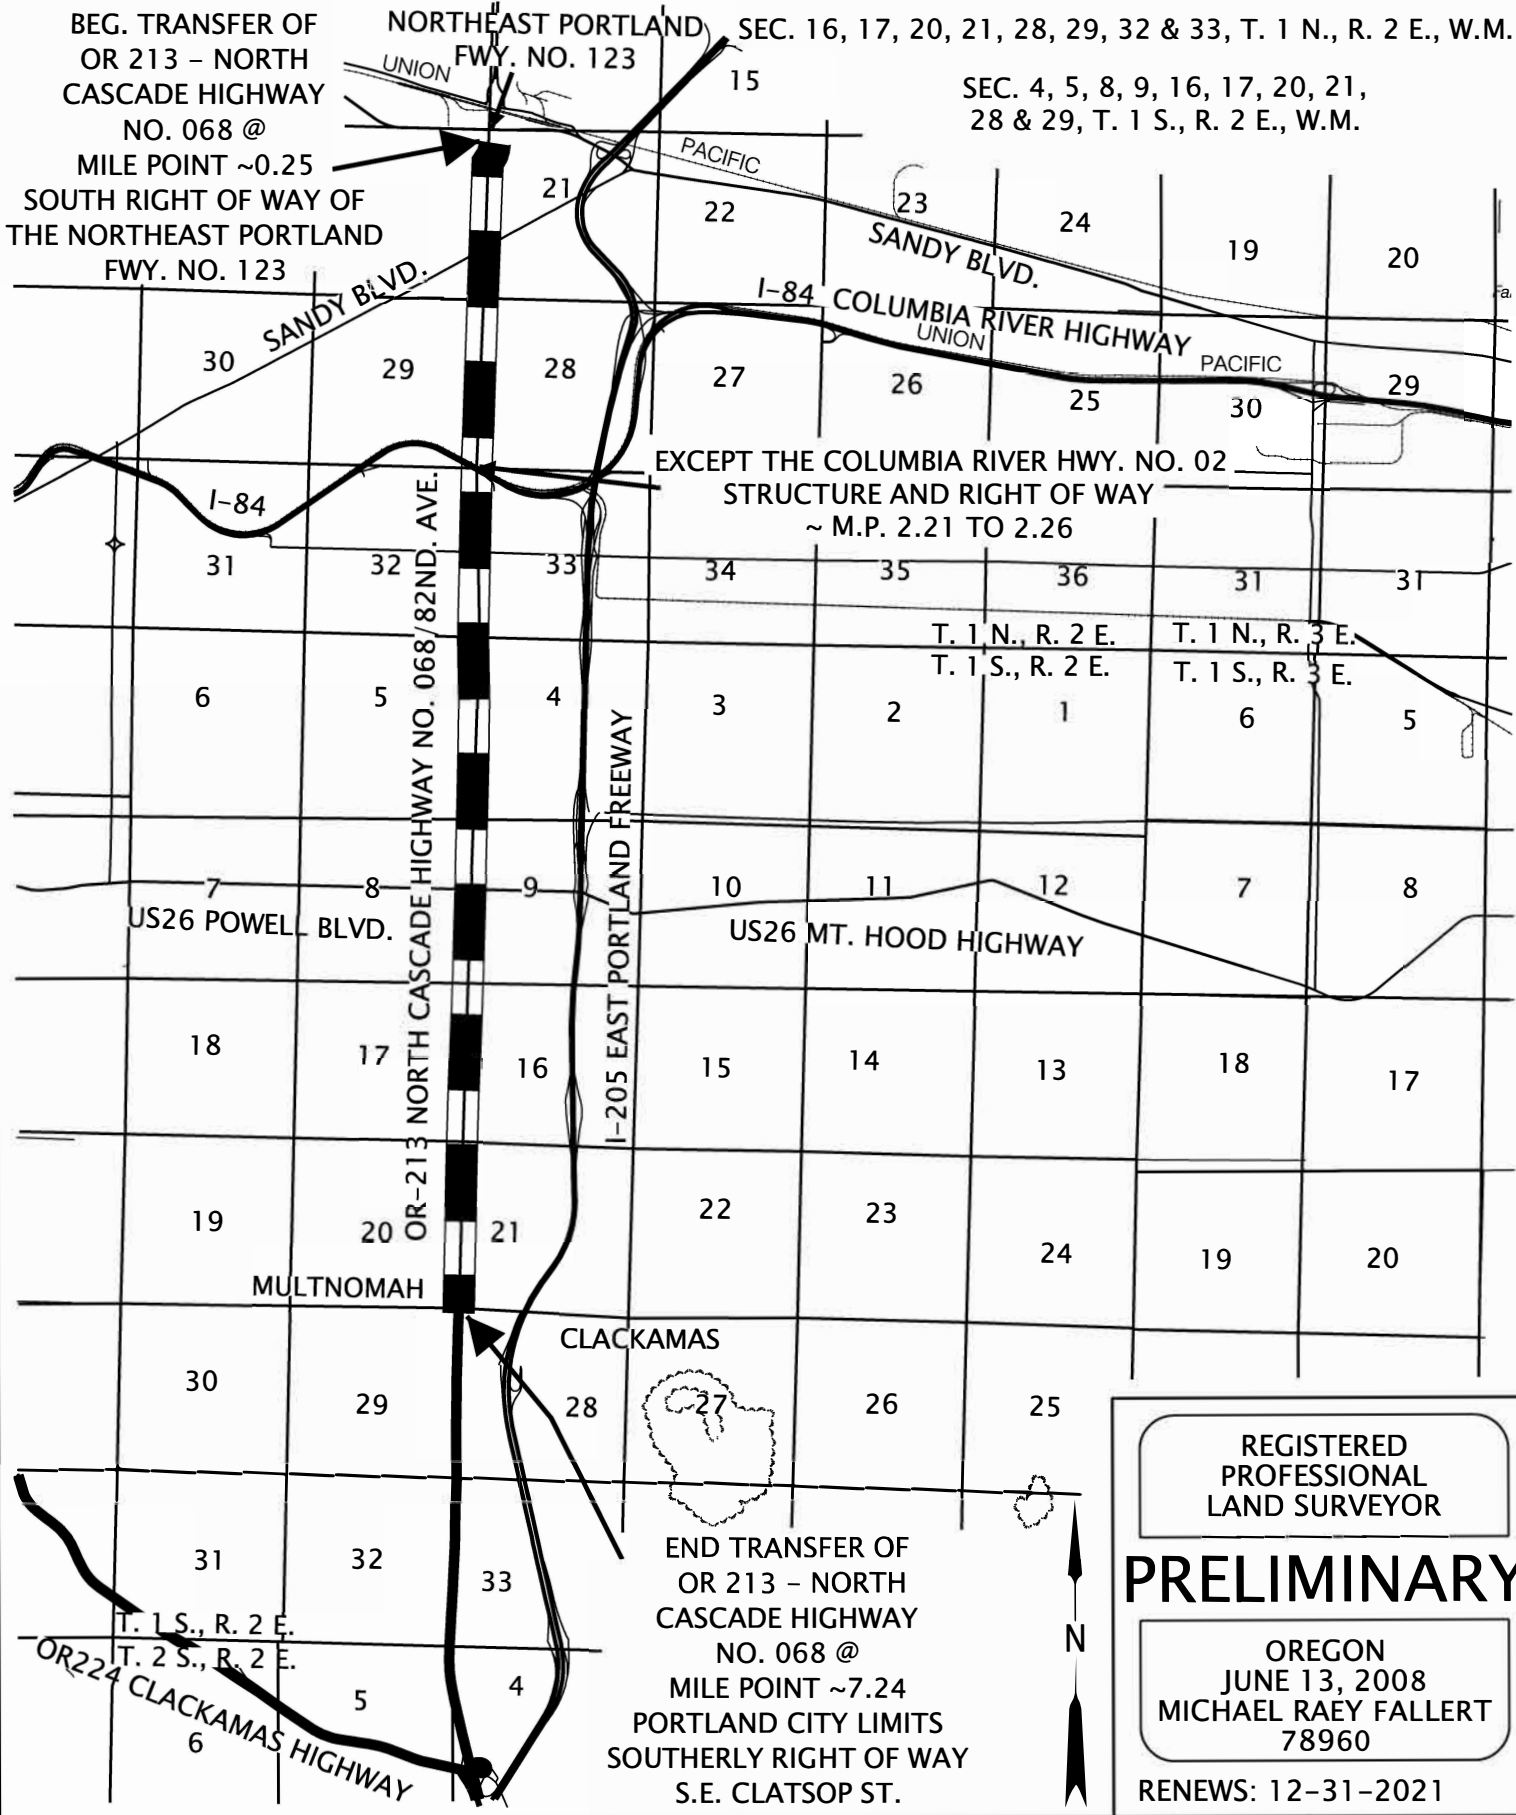 BEG. TRANSFER OF
OR 213 – NORTH
CASCADE HIGHWAY
NO. 068 @
MILE POINT ~0.25
SOUTH RIGHT OF WAY OF
THE NORTHEAST PORTLAND
FWY. NO. 123
NORTHEAST PORTLAND
FWY. NO. 123
SEC. 16, 17, 20, 21, 28, 29, 32 & 33, T. 1 N., R. 2 E., W.M.
SEC. 4, 5, 8, 9, 16, 17, 20, 21,
28 & 29, T. 1 S., R. 2 E., W.M.
UNION
PACIFIC
15
21
22
23
24
19
20
SANDY BLVD.
SANDY BLVD.
I-84 COLUMBIA RIVER HIGHWAY
UNION
PACIFIC
30
29
28
27
26
25
30
29
EXCEPT THE COLUMBIA RIVER HWY. NO. 02
STRUCTURE AND RIGHT OF WAY
~ M.P. 2.21 TO 2.26
I-84
31
32
33
34
35
36
31
31
T. 1 N., R. 2 E.
T. 1 N., R. 3 E.
T. 1 S., R. 2 E.
T. 1 S., R. 3 E.
6
5
4
3
2
1
6
5
OR-213 NORTH CASCADE HIGHWAY NO. 068/82ND. AVE.
I-205 EAST PORTLAND FREEWAY
7
8
9
10
11
12
7
8
US26 POWELL BLVD.
US26 MT. HOOD HIGHWAY
18
17
16
15
14
13
18
17
19
20
21
22
23
24
19
20
MULTNOMAH
CLACKAMAS
30
29
28
27
26
25
31
32
33
T. 1 S., R. 2 E.
T. 2 S., R. 2 E.
OR224 CLACKAMAS HIGHWAY
6
5
4
END TRANSFER OF
OR 213 – NORTH
CASCADE HIGHWAY
NO. 068 @
MILE POINT ~7.24
PORTLAND CITY LIMITS
SOUTHERLY RIGHT OF WAY
S.E. CLATSOP ST.
N
REGISTERED
PROFESSIONAL
LAND SURVEYOR
PRELIMINARY
OREGON
JUNE 13, 2008
MICHAEL RAEY FALLERT
78960
RENEWS: 12-31-2021